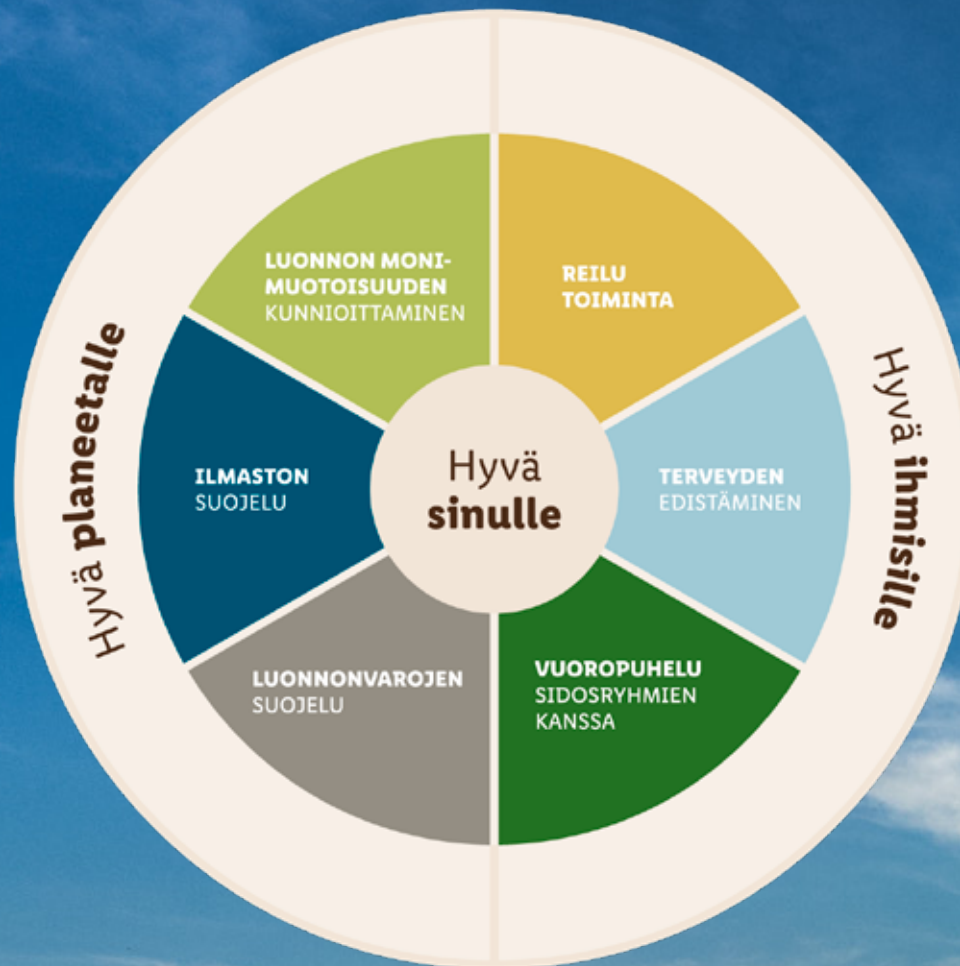 LUONNON MONI-
MUOTOISUUDEN
KUNNIOITTAMINEN
REILU
TOIMINTA
Hyvä planeetalle
ILMASTON
SUOJELU
Hyvä
sinulle
TERVEYDEN
EDISTÄMINEN
Hyvä ihmisille
LUONNONVAROJEN
SUOJELU
VUOROPUHELU
SIDOSRYHMIEN
KANSSA